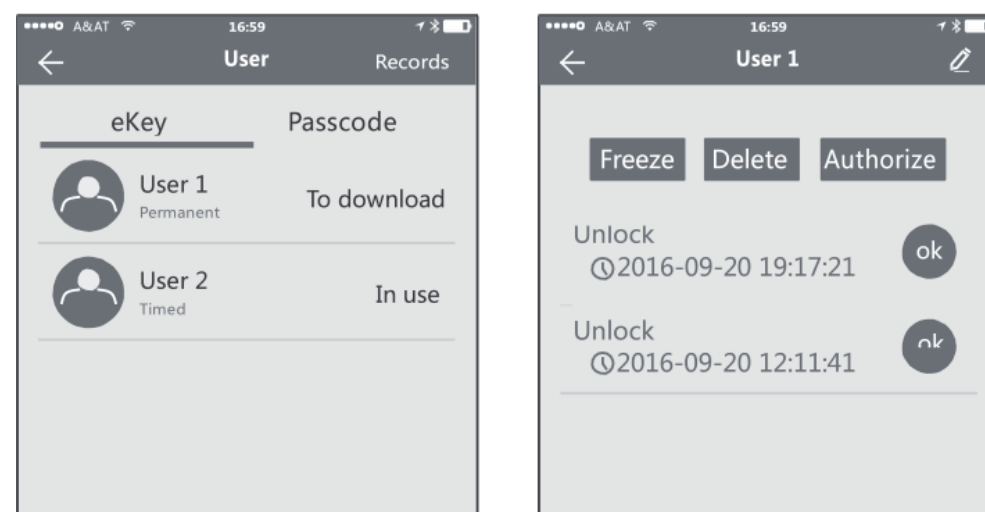 A&AT 16:59
User Records
eKey Passcode
User 1
Permanent
To download
User 2
Timed
In use
A&AT 16:59
User 1
Freeze Delete Authorize
Unlock
2016-09-20 19:17:21
ok
Unlock
2016-09-20 12:11:41
ok